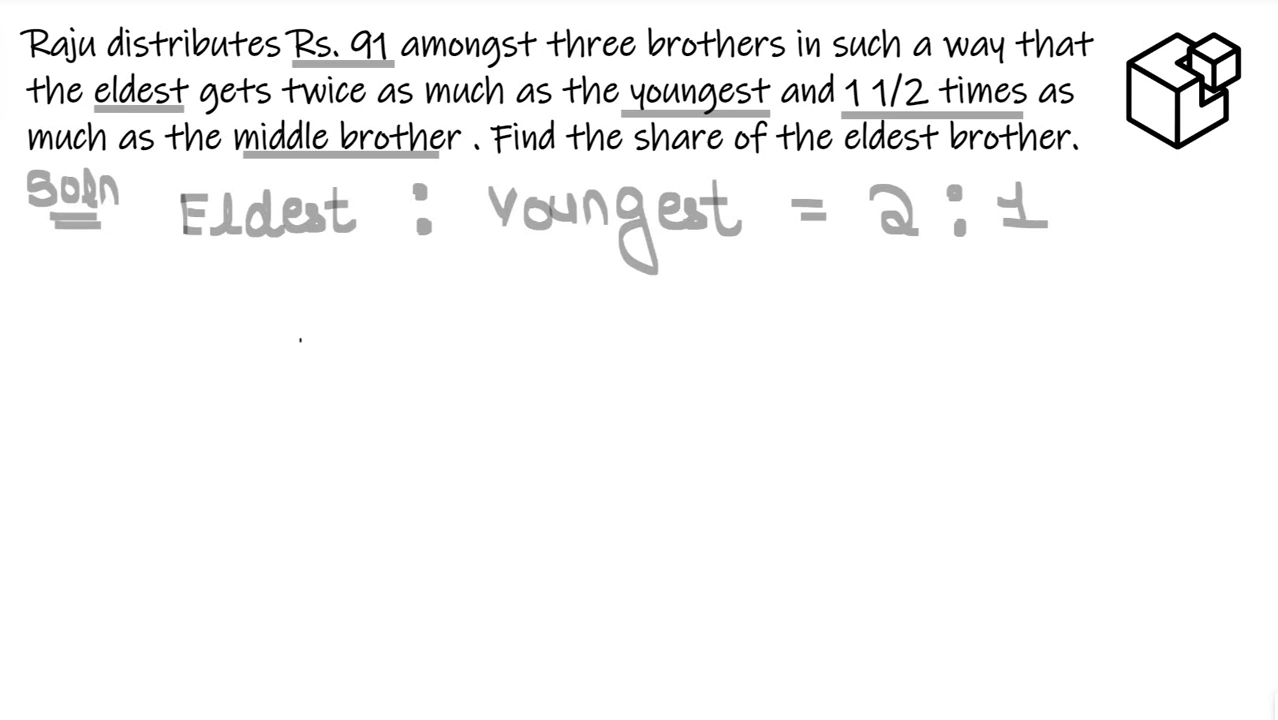 Raju distributes Rs. 91 amongst three brothers in such a way that
the eldest gets twice as much as the youngest and 1 1/2 times as
much as the middle brother . Find the share of the eldest brother.
Soln
Eldest : Youngest = 2 : 1